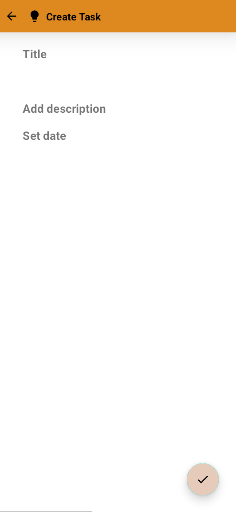 Create Task
Title
Add description
Set date